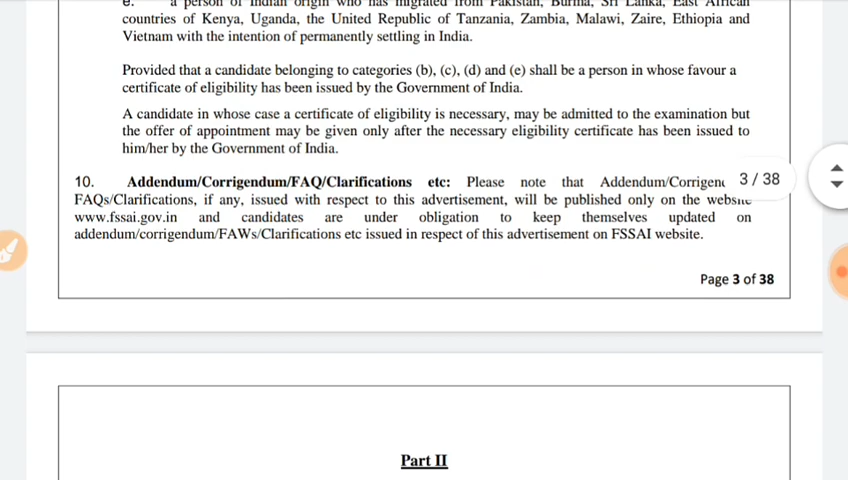 e. a person of Indian origin who has migrated from Pakistan, Burma, Sri Lanka, East African
countries of Kenya, Uganda, the United Republic of Tanzania, Zambia, Malawi, Zaire, Ethiopia and
Vietnam with the intention of permanently settling in India.
Provided that a candidate belonging to categories (b), (c), (d) and (e) shall be a person in whose favour a
certificate of eligibility has been issued by the Government of India.
A candidate in whose case a certificate of eligibility is necessary, may be admitted to the examination but
the offer of appointment may be given only after the necessary eligibility certificate has been issued to
him/her by the Government of India.
10. Addendum/Corrigendum/FAQ/Clarifications etc: Please note that Addendum/Corrigen
3 / 38
FAQs/Clarifications, if any, issued with respect to this advertisement, will be published only on the website
www.fssai.gov.in and candidates are under obligation to keep themselves updated on
addendum/corrigendum/FAWs/Clarifications etc issued in respect of this advertisement on FSSAI website.
Page 3 of 38
Part II